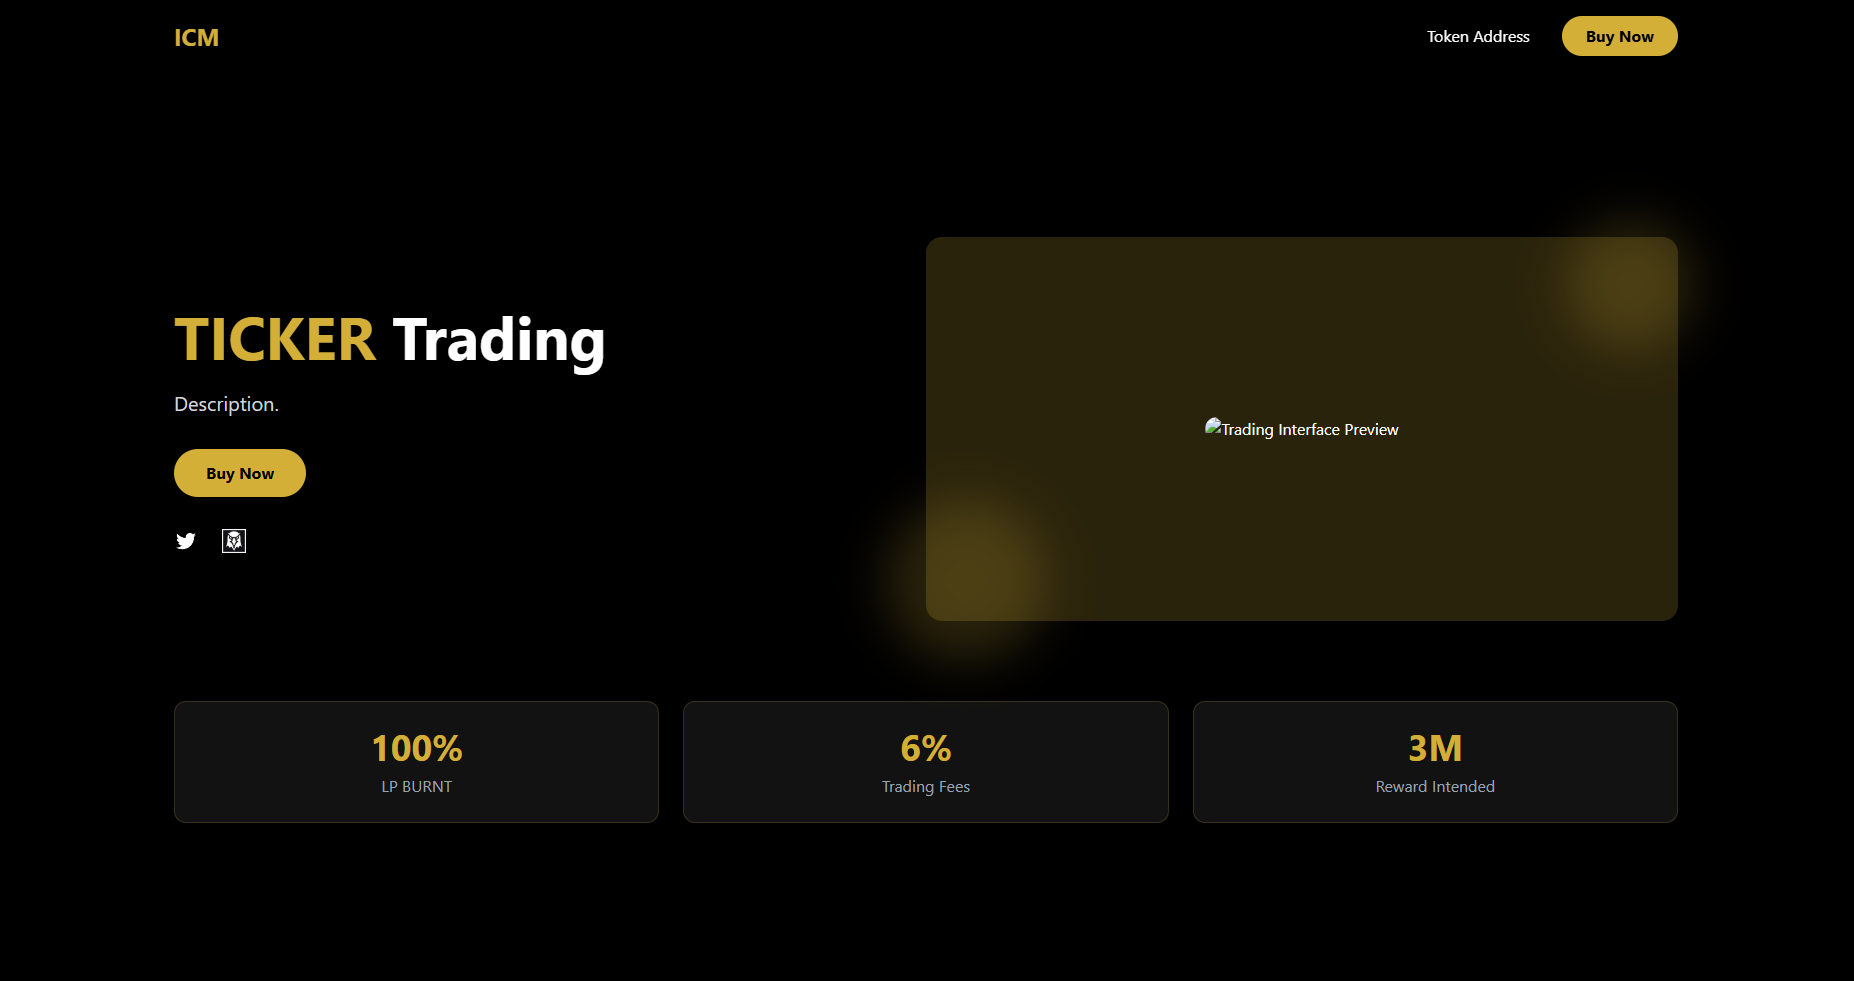 ICM
Token Address
Buy Now
TICKER Trading
Description.
Buy Now
Trading Interface Preview
100%
LP BURNT
6%
Trading Fees
3M
Reward Intended